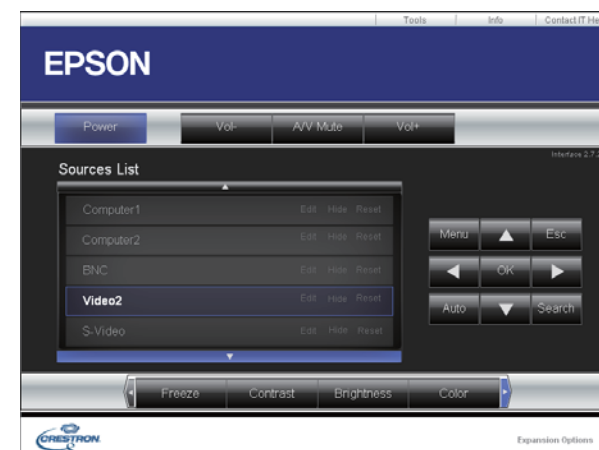 Tools Info Contact IT He
EPSON
Power Vol- A/V Mute Vol+
Interface 2.7.
Sources List
Computer1 Edit Hide Reset
Computer2 Edit Hide Reset
BNC Edit Hide Reset
Video2 Edit Hide Reset
S-Video Edit Hide Reset
Menu Esc
OK
Auto Search
Freeze Contrast Brightness Color
CRESTRON Expansion Options